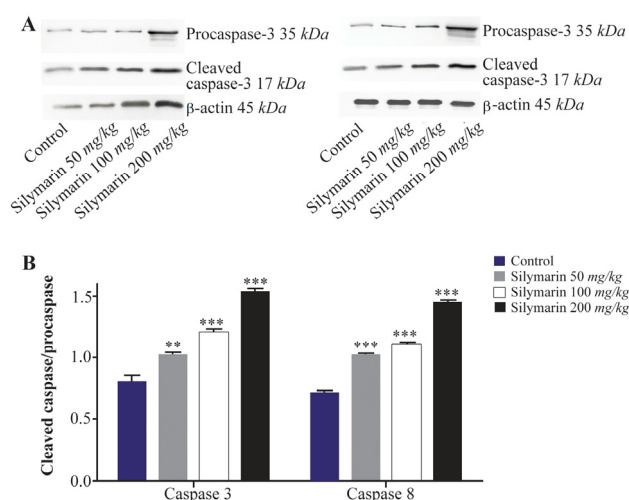 A
Procaspase-3 35 kDa
Cleaved
caspase-3 17 kDa
β-actin 45 kDa
Control
Silymarin 50 mg/kg
Silymarin 100 mg/kg
Silymarin 200 mg/kg
Procaspase-3 35 kDa
Cleaved
caspase-3 17 kDa
β-actin 45 kDa
Control
Silymarin 50 mg/kg
Silymarin 100 mg/kg
Silymarin 200 mg/kg
B
Cleaved caspase/procaspase
1.5
1.0
0.5
0.0
**
***
***
***
***
***
Caspase 3
Caspase 8
Control
Silymarin 50 mg/kg
Silymarin 100 mg/kg
Silymarin 200 mg/kg